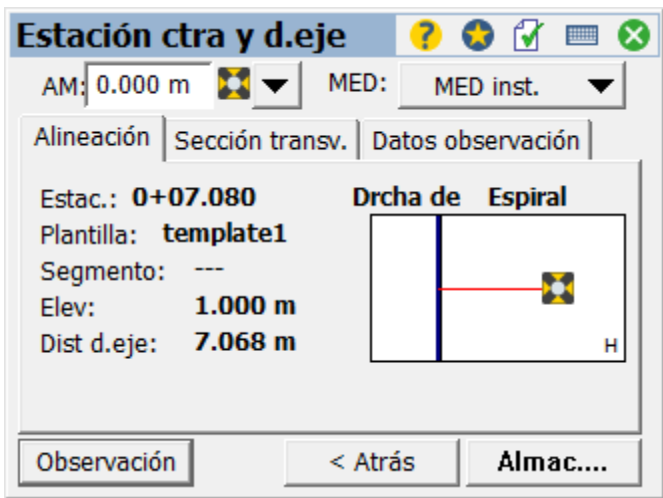 Estación ctra y d.eje
AM: 0.000 m MED: MED inst.
Alineación Sección transv. Datos observación
Estac.: 0+07.080 Drcha de Espiral
Plantilla: template1
Segmento: ---
Elev: 1.000 m
Dist d.eje: 7.068 m H
Observación < Atrás Almac....